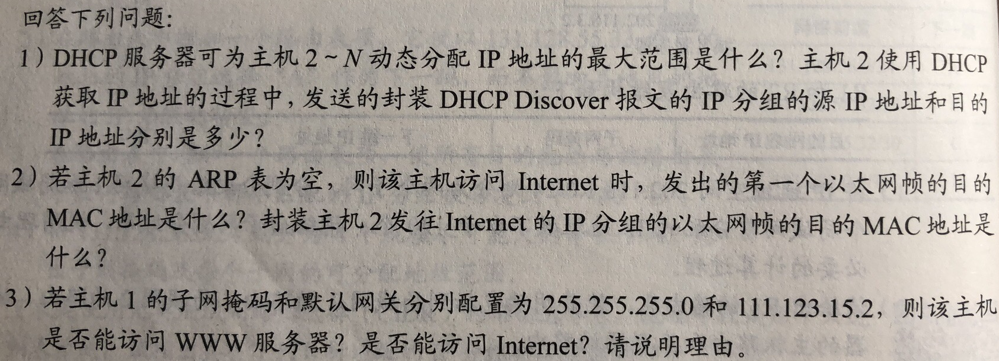 回答下列问题:
1）DHCP 服务器可为主机 2 ~ N 动态分配 IP 地址的最大范围是什么？主机 2 使用 DHCP
获取 IP 地址的过程中，发送的封装 DHCP Discover 报文的 IP 分组的源 IP 地址和目的
IP 地址分别是多少？
2）若主机 2 的 ARP 表为空，则该主机访问 Internet 时，发出的第一个以太网帧的目的
MAC 地址是什么？封装主机 2 发往 Internet 的 IP 分组的以太网帧的目的 MAC 地址是
什么？
3）若主机 1 的子网掩码和默认网关分别配置为 255.255.255.0 和 111.123.15.2，则该主机
是否能访问 WWW 服务器？是否能访问 Internet？请说明理由。